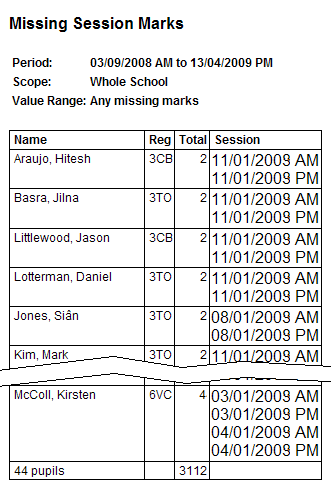 Missing Session Marks
Period: 03/09/2008 AM to 13/04/2009 PM
Scope: Whole School
Value Range: Any missing marks
Name Reg Total Session
Araujo, Hitesh 3CB 2 11/01/2009 AM
11/01/2009 PM
Basra, Jilna 3TO 2 11/01/2009 AM
11/01/2009 PM
Littlewood, Jason 3CB 2 11/01/2009 AM
11/01/2009 PM
Lotterman, Daniel 3TO 2 11/01/2009 AM
11/01/2009 PM
Jones, Siân 3TO 2 08/01/2009 AM
08/01/2009 PM
Kim, Mark 3TO 2 11/01/2009 AM
McColl, Kirsten 6VC 4 03/01/2009 AM
03/01/2009 PM
04/01/2009 AM
04/01/2009 PM
44 pupils 3112